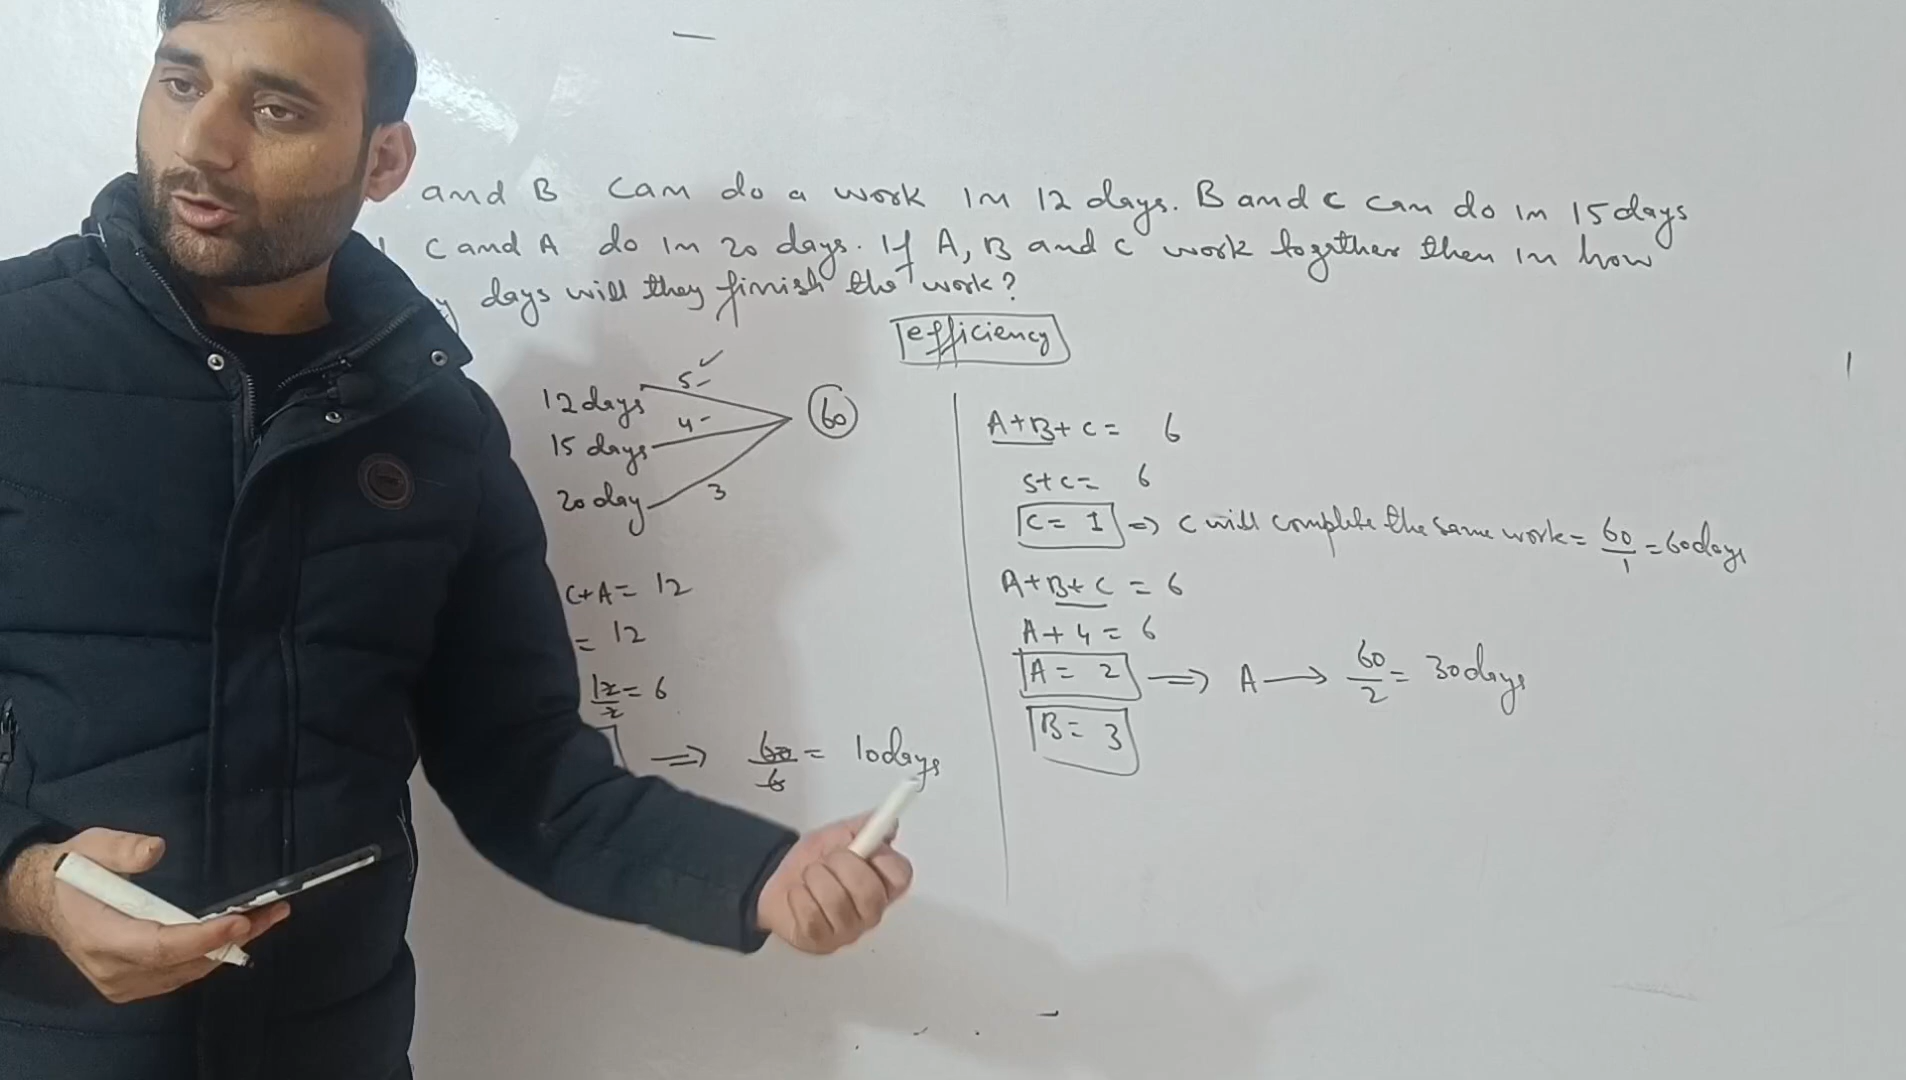 and B can do a work in 12 days. B and C can do in 15 days
C and A do in 20 days. If A, B and C work together then in how
y days will they finish the work?
efficiency
12 days 5
15 days 4 60
20 day 3
C+A = 12
= 12
12/2 = 6
=> 60/6 = 10 days
A+B+C = 6
5+C = 6
C = 1 => C will complete the same work = 60/1 = 60 days
A+B+C = 6
A+4 = 6
A = 2 => A → 60/2 = 30 days
B = 3